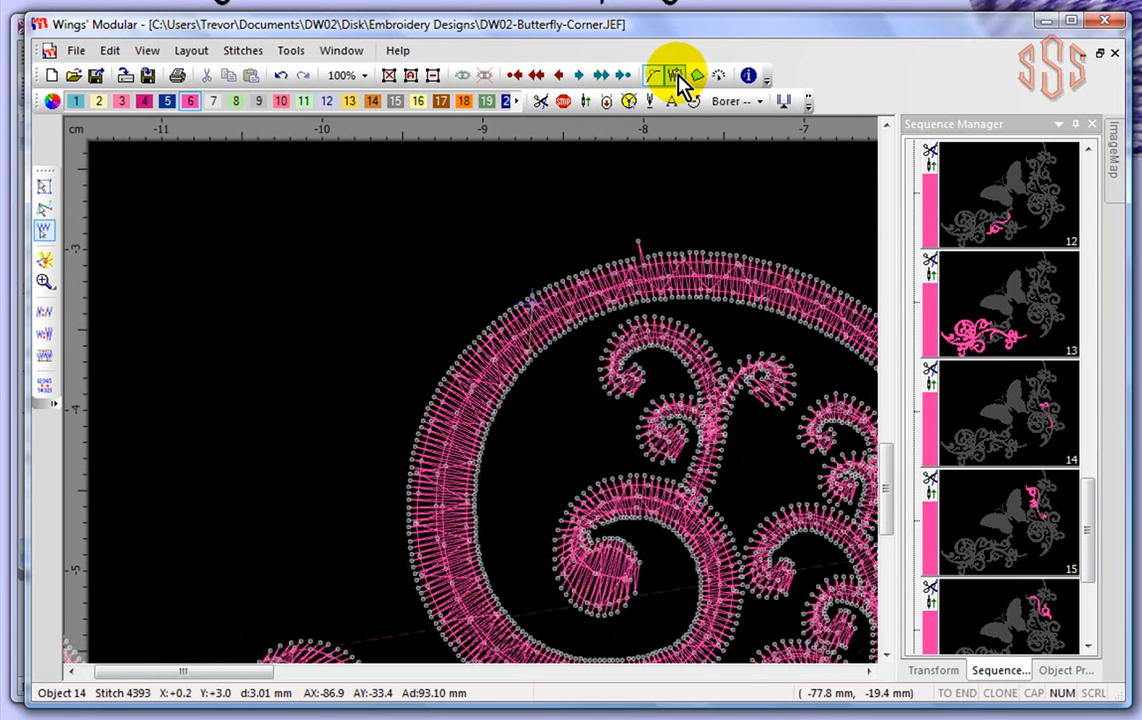 Wings' Modular - [C:\Users\Trevor\Documents\DW02\Disk\Embroidery Designs\DW02-Butterfly-Corner.JEF]
File Edit View Layout Stitches Tools Window Help
100%
1 2 3 4 5 6 7 8 9 10 11 12 13 14 15 16 17 18 19 2 STOP Borer --
cm -11 -10 -9 -8 -7
-3
-4
-5
Sequence Manager
12
13
14
15
Transform Sequence... Object Pr...
ImageMap
SSS
Object 14 Stitch 4393 X:+0.2 Y:+3.0 d:3.01 mm AX:-86.9 AY:-33.4 Ad:93.10 mm ( -77.8 mm, -19.4 mm) TO END CLONE CAP NUM SCRL